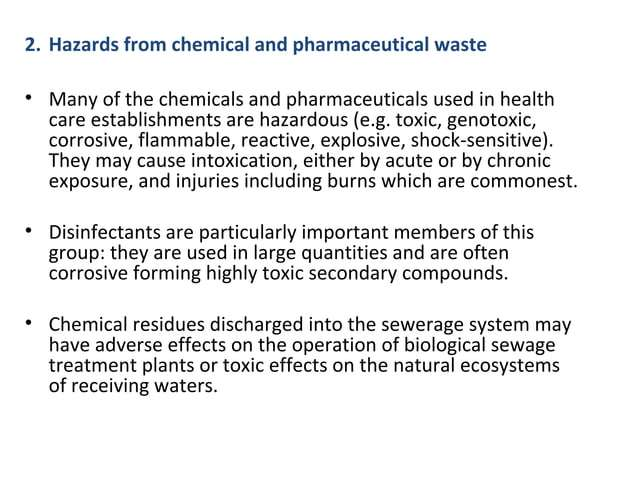 2. Hazards from chemical and pharmaceutical waste
• Many of the chemicals and pharmaceuticals used in health
care establishments are hazardous (e.g. toxic, genotoxic,
corrosive, flammable, reactive, explosive, shock-sensitive).
They may cause intoxication, either by acute or by chronic
exposure, and injuries including burns which are commonest.
• Disinfectants are particularly important members of this
group: they are used in large quantities and are often
corrosive forming highly toxic secondary compounds.
• Chemical residues discharged into the sewerage system may
have adverse effects on the operation of biological sewage
treatment plants or toxic effects on the natural ecosystems
of receiving waters.